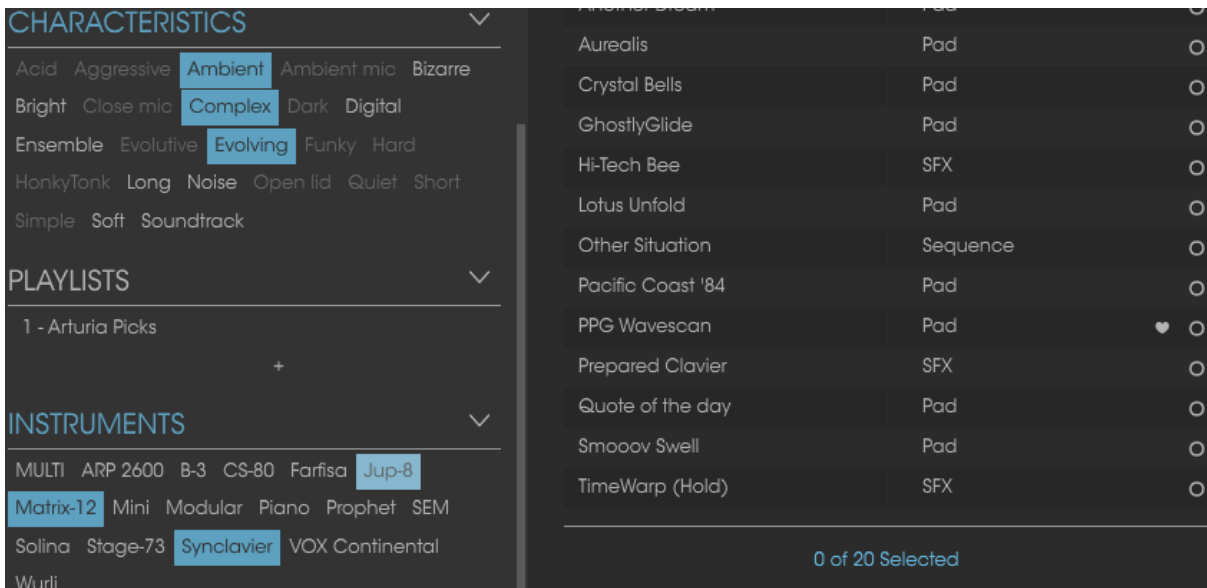 CHARACTERISTICS
Acid Aggressive Ambient Ambient mic Bizarre
Bright Close mic Complex Dark Digital
Ensemble Evolutive Evolving Funky Hard
HonkyTonk Long Noise Open lid Quiet Short
Simple Soft Soundtrack
PLAYLISTS
1 - Arturia Picks
+
INSTRUMENTS
MULTI ARP 2600 B-3 CS-80 Farfisa Jup-8
Matrix-12 Mini Modular Piano Prophet SEM
Solina Stage-73 Synclavier VOX Continental
Wurli
Another Dream Pad
Aurealis Pad
Crystal Bells Pad
GhostlyGlide Pad
Hi-Tech Bee SFX
Lotus Unfold Pad
Other Situation Sequence
Pacific Coast '84 Pad
PPG Wavescan Pad
Prepared Clavier SFX
Quote of the day Pad
Smooov Swell Pad
TimeWarp (Hold) SFX
0 of 20 Selected